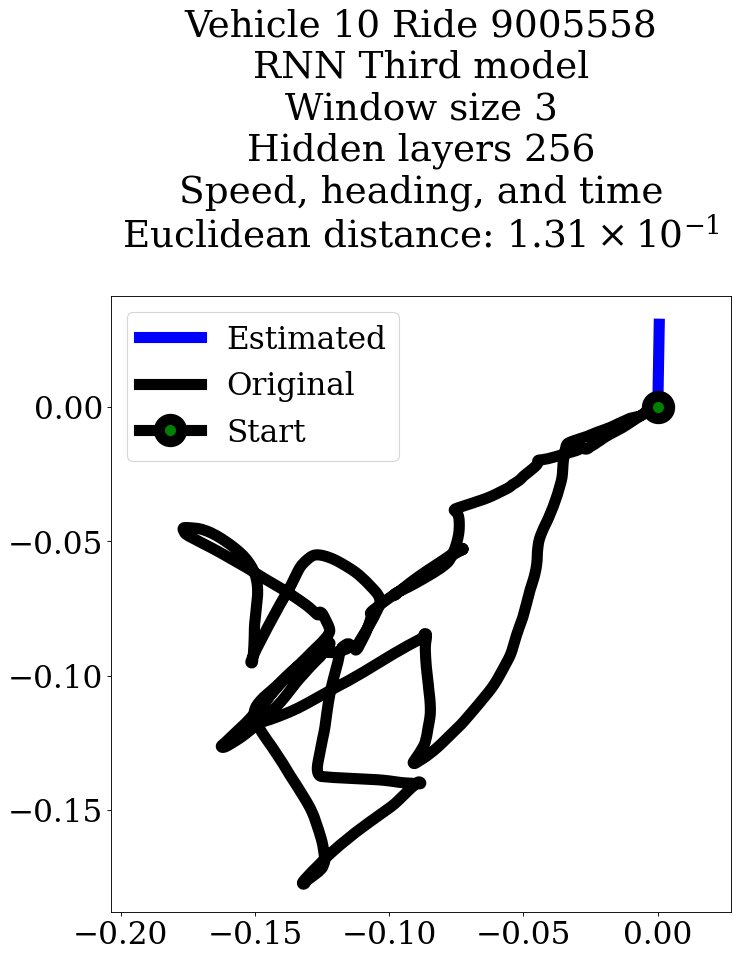 Vehicle 10 Ride 9005558
RNN Third model
Window size 3
Hidden layers 256
Speed, heading, and time
Euclidean distance: 1.31 × 10⁻¹
Estimated
Original
Start
0.00
−0.05
−0.10
−0.15
−0.20 −0.15 −0.10 −0.05 0.00